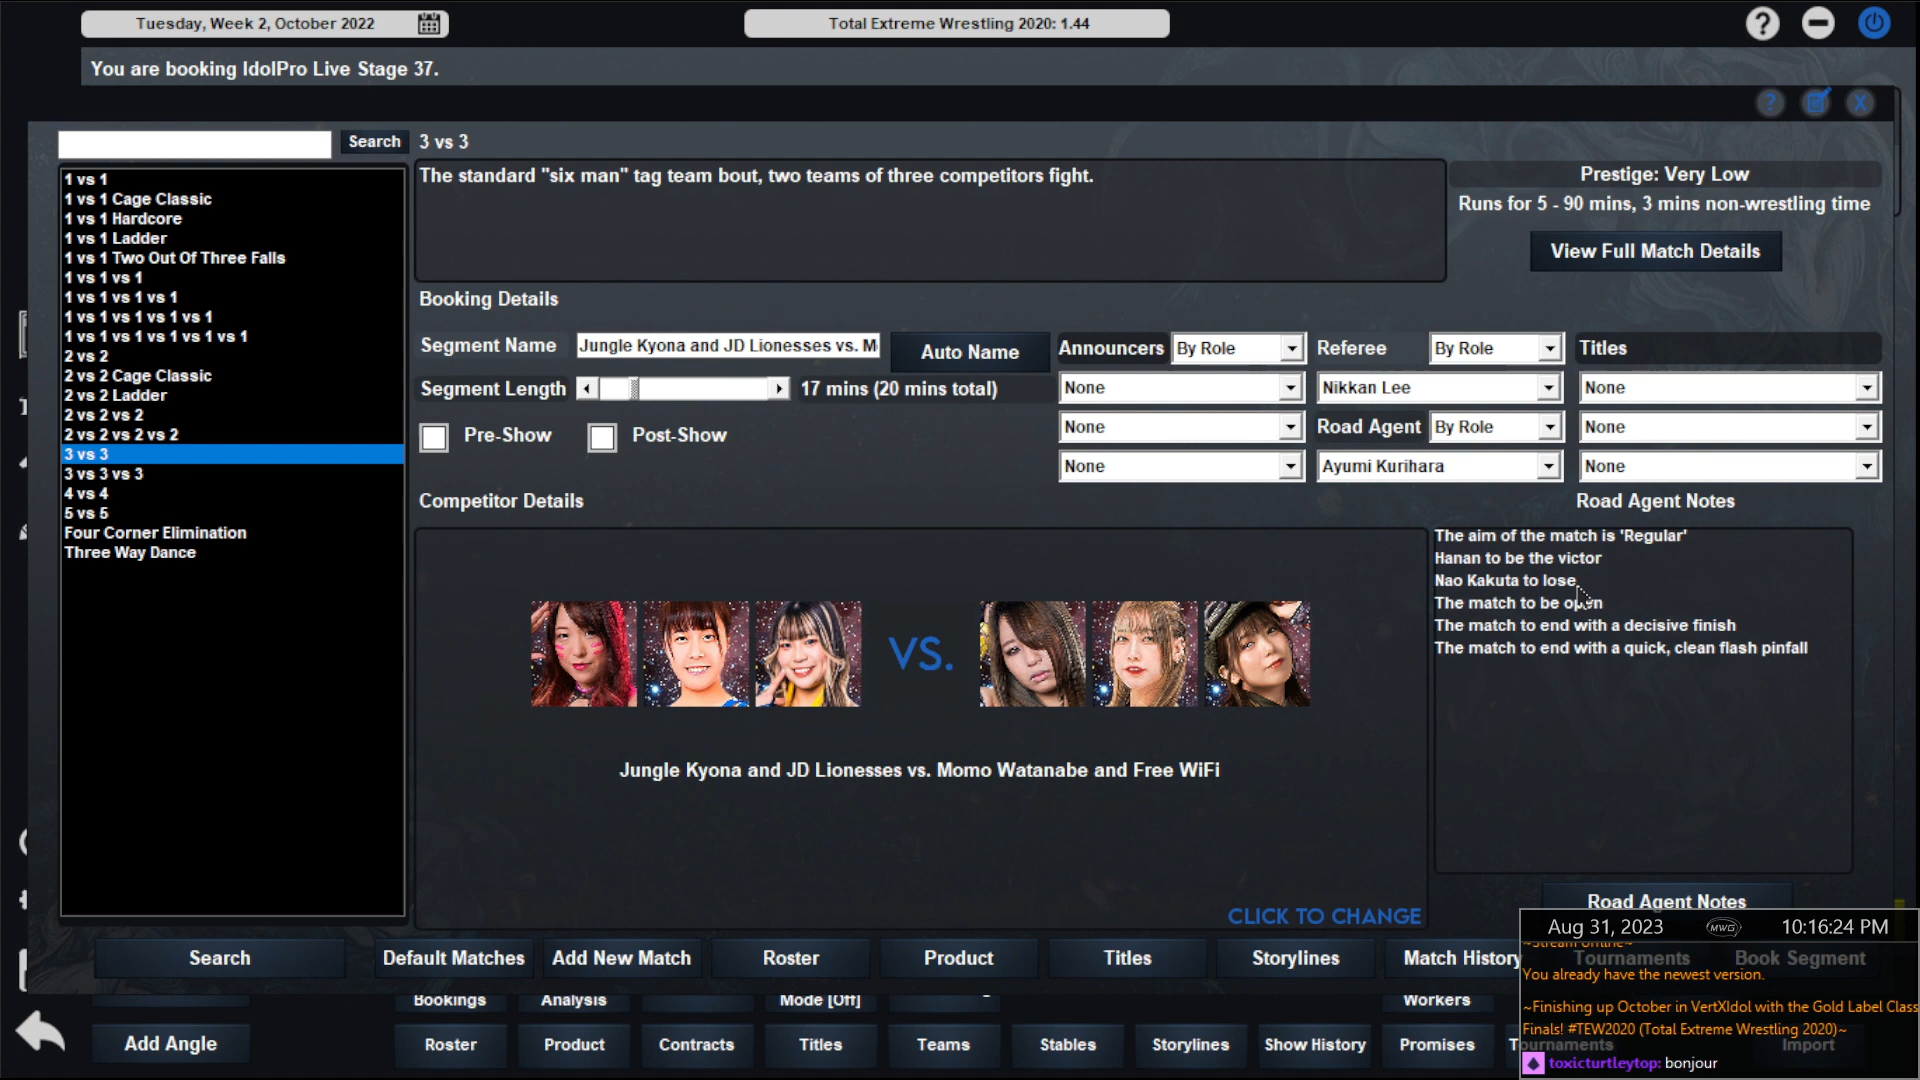 Tuesday, Week 2, October 2022
Total Extreme Wrestling 2020: 1.44
You are booking IdolPro Live Stage 37.
Search
3 vs 3
1 vs 1
1 vs 1 Cage Classic
1 vs 1 Hardcore
1 vs 1 Ladder
1 vs 1 Two Out Of Three Falls
1 vs 1 vs 1
1 vs 1 vs 1 vs 1
1 vs 1 vs 1 vs 1 vs 1
1 vs 1 vs 1 vs 1 vs 1 vs 1
2 vs 2
2 vs 2 Cage Classic
2 vs 2 Ladder
2 vs 2 vs 2
2 vs 2 vs 2 vs 2
3 vs 3
3 vs 3 vs 3
4 vs 4
5 vs 5
Four Corner Elimination
Three Way Dance
The standard "six man" tag team bout, two teams of three competitors fight.
Prestige: Very Low
Runs for 5 - 90 mins, 3 mins non-wrestling time
View Full Match Details
Booking Details
Segment Name
Jungle Kyona and JD Lionesses vs. M
Auto Name
Segment Length
17 mins (20 mins total)
Pre-Show
Post-Show
Announcers
By Role
None
None
None
Referee
By Role
Nikkan Lee
Road Agent
By Role
Ayumi Kurihara
Titles
None
None
None
Competitor Details
VS.
Jungle Kyona and JD Lionesses vs. Momo Watanabe and Free WiFi
CLICK TO CHANGE
Road Agent Notes
The aim of the match is 'Regular'
Hanan to be the victor
Nao Kakuta to lose
The match to be open
The match to end with a decisive finish
The match to end with a quick, clean flash pinfall
Road Agent Notes
Search
Default Matches
Add New Match
Roster
Product
Titles
Storylines
Match History
Tournaments
Book Segment
Bookings
Analysis
Mode [Off]
Workers
Add Angle
Roster
Product
Contracts
Titles
Teams
Stables
Storylines
Show History
Promises
Tournaments
Import
Aug 31, 2023
MWG
10:16:24 PM
~Stream Online~
You already have the newest version.
~Finishing up October in VertXIdol with the Gold Label Class
Finals! #TEW2020 (Total Extreme Wrestling 2020)~
toxicturtleytop: bonjour